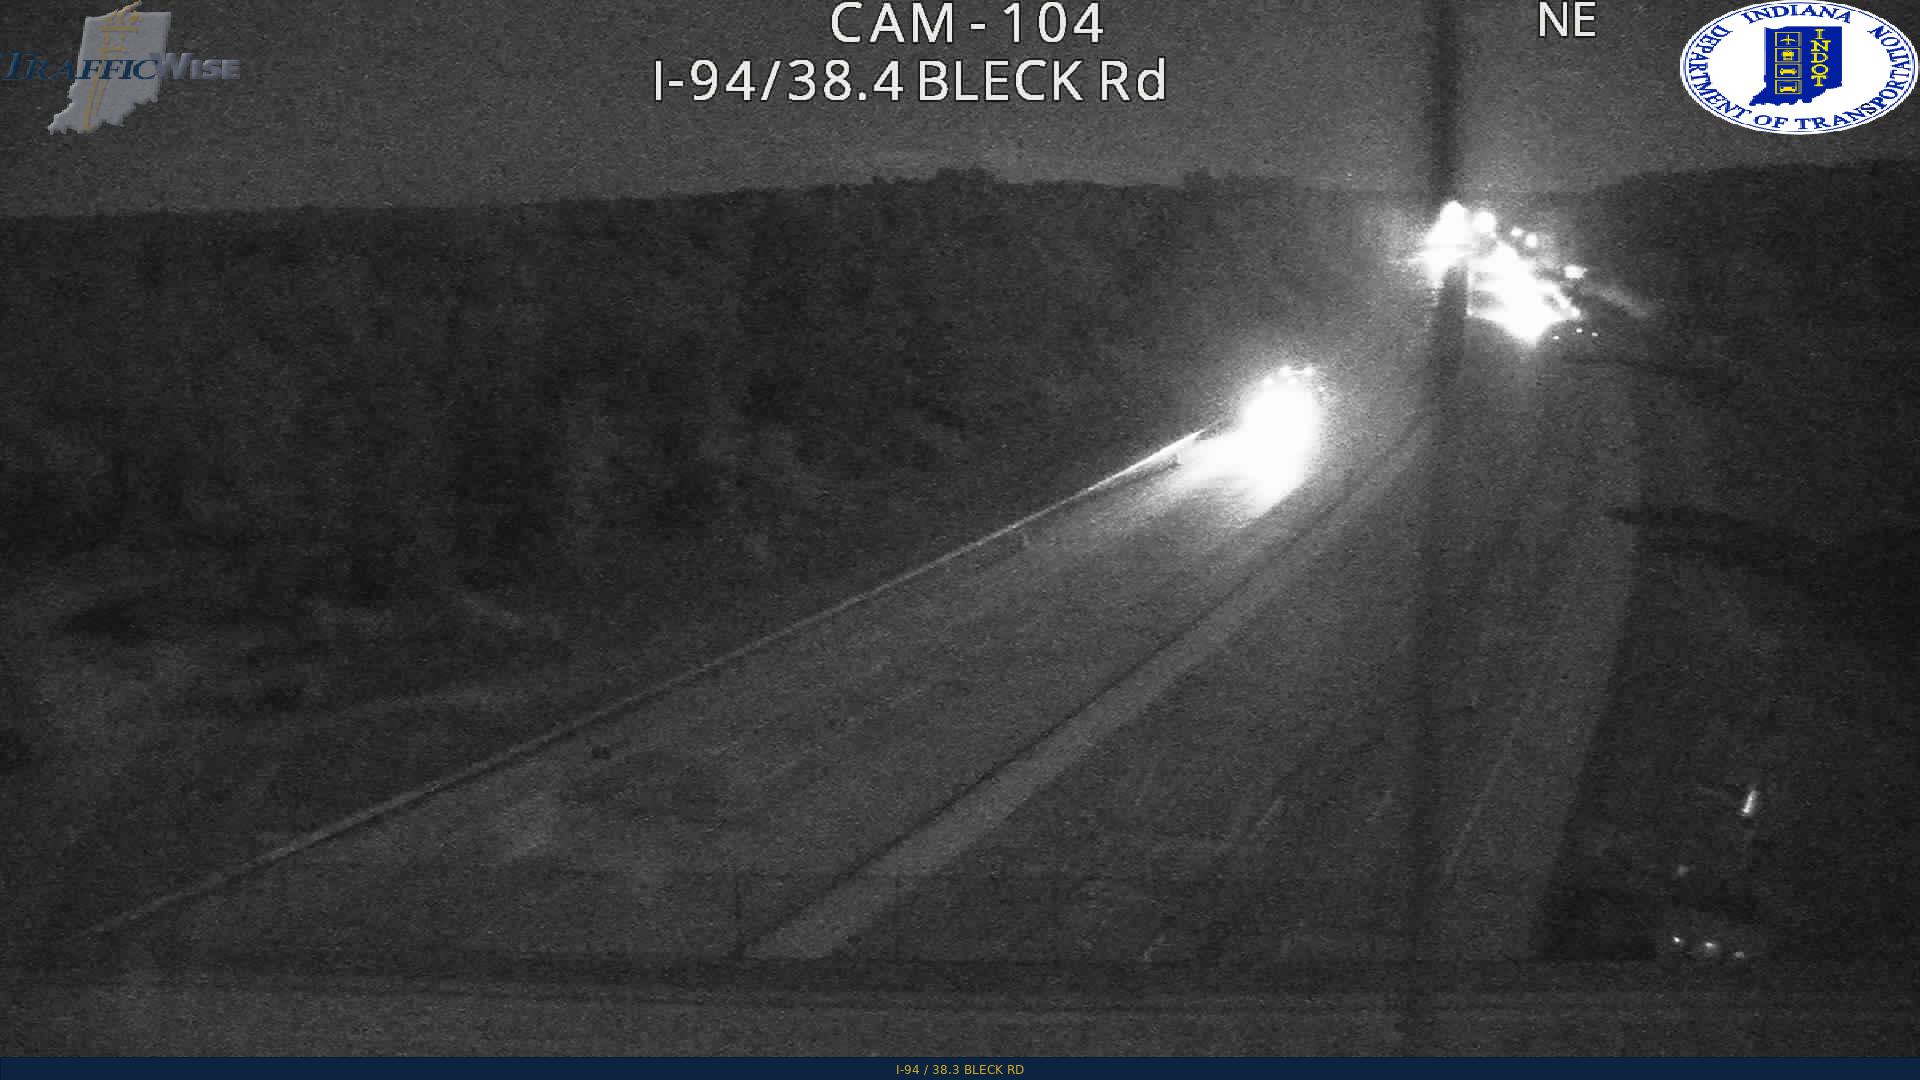 CAM-104
I-94/38.4 BLECK Rd
NE
TRAFFICWISE
INDIANA
DEPARTMENT OF TRANSPORTATION
INDOT
I-94 / 38.3 BLECK RD